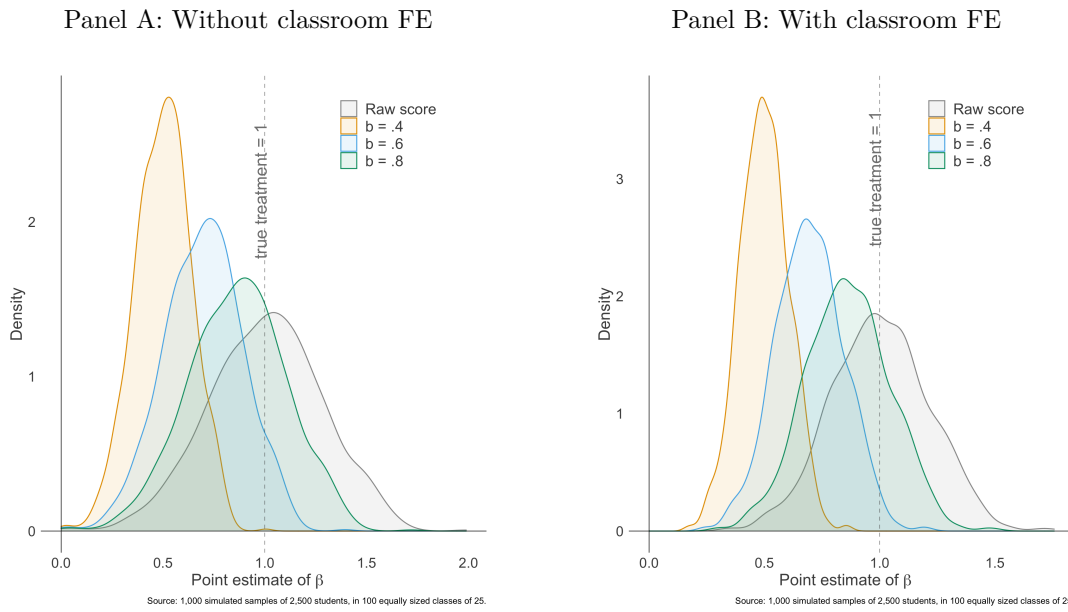 Panel A: Without classroom FE
Raw score
b = .4
b = .6
b = .8
true treatment = 1
Density
2
1
0
0.0 0.5 1.0 1.5 2.0
Point estimate of β
Source: 1,000 simulated samples of 2,500 students, in 100 equally sized classes of 25.
Panel B: With classroom FE
Raw score
b = .4
b = .6
b = .8
true treatment = 1
Density
3
2
1
0
0.0 0.5 1.0 1.5
Point estimate of β
Source: 1,000 simulated samples of 2,500 students, in 100 equally sized classes of